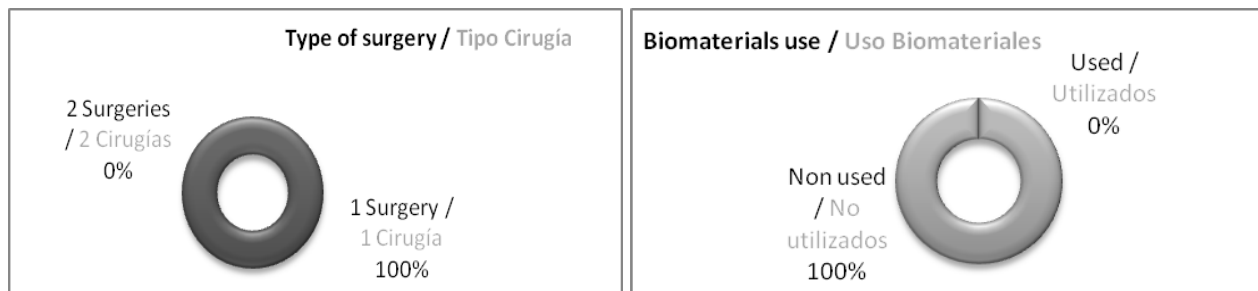 Type of surgery / Tipo Cirugía
2 Surgeries
/ 2 Cirugías
0%
1 Surgery /
1 Cirugía
100%
Biomaterials use / Uso Biomateriales
Used /
Utilizados
0%
Non used
/ No
utilizados
100%